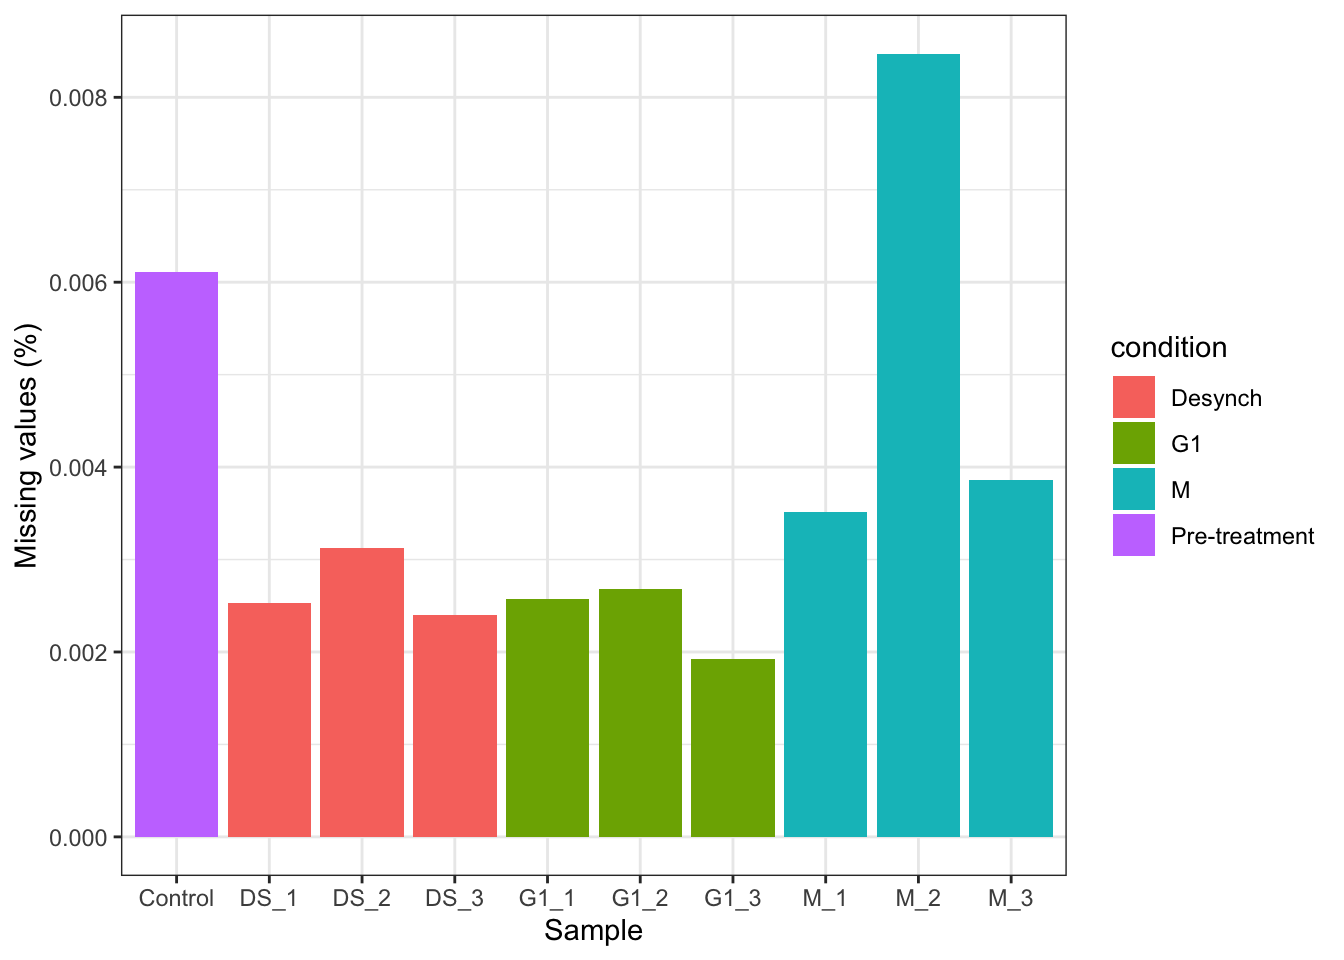 Missing values (%)
0.008
0.006
0.004
0.002
0.000
Control DS_1 DS_2 DS_3 G1_1 G1_2 G1_3 M_1 M_2 M_3
Sample
condition
Desynch
G1
M
Pre-treatment